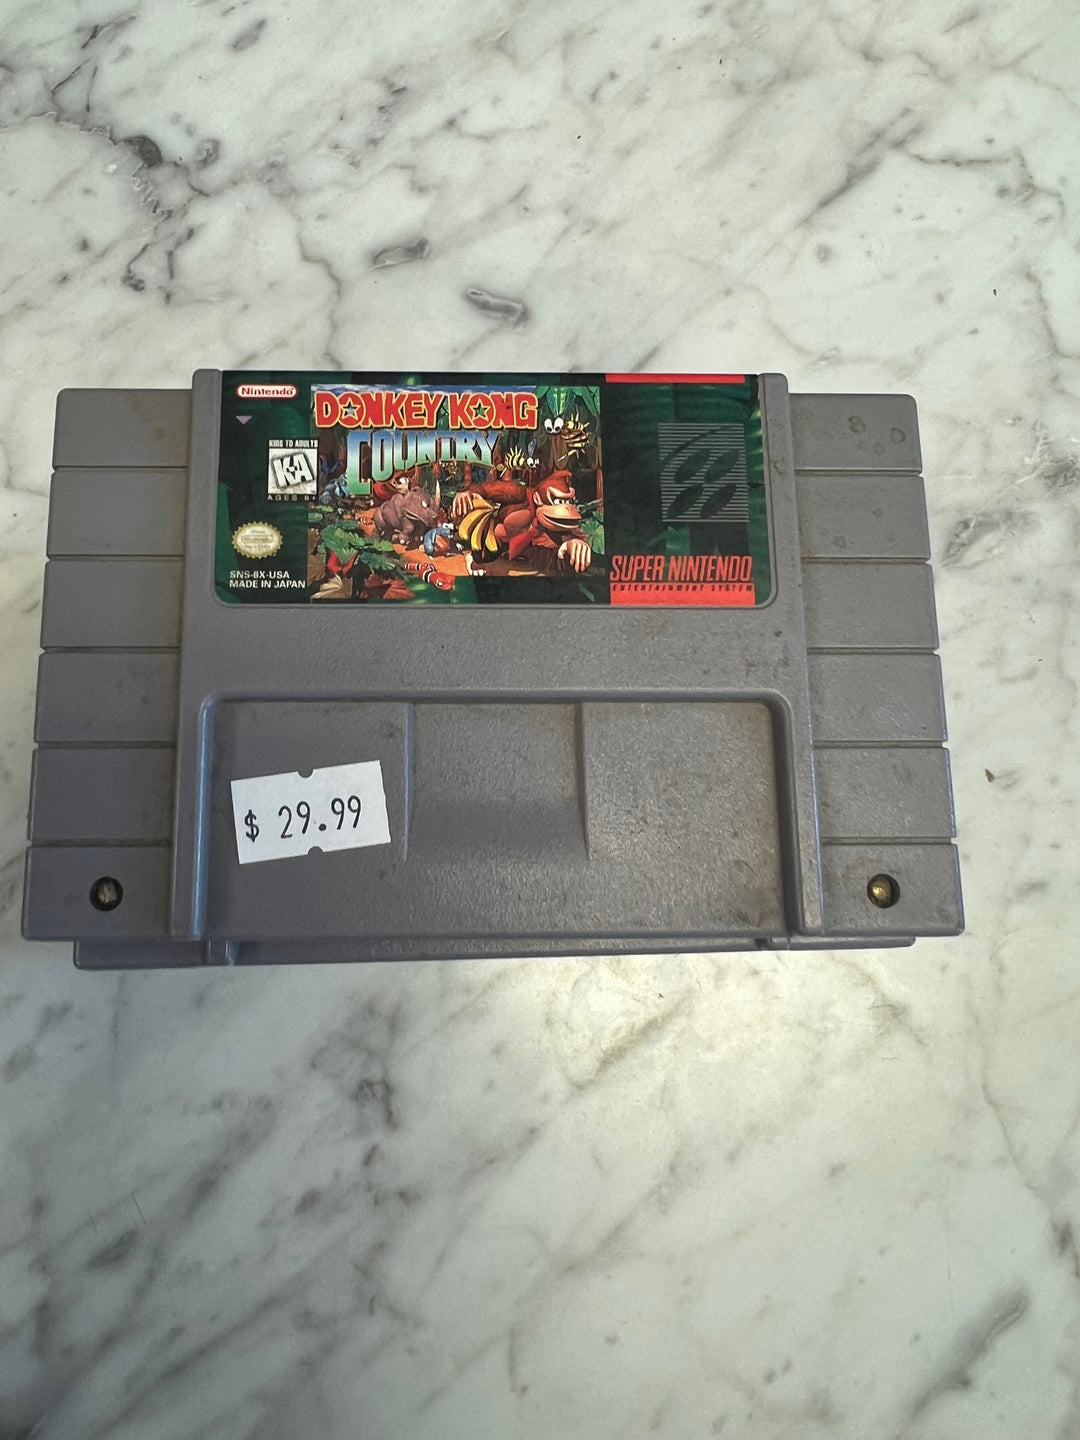 Nintendo
DONKEY KONG
COUNTRY
KIDS TO ADULTS
K-A
AGES 6+
SNS-8X-USA
MADE IN JAPAN
SUPER NINTENDO
ENTERTAINMENT SYSTEM
$ 29.99